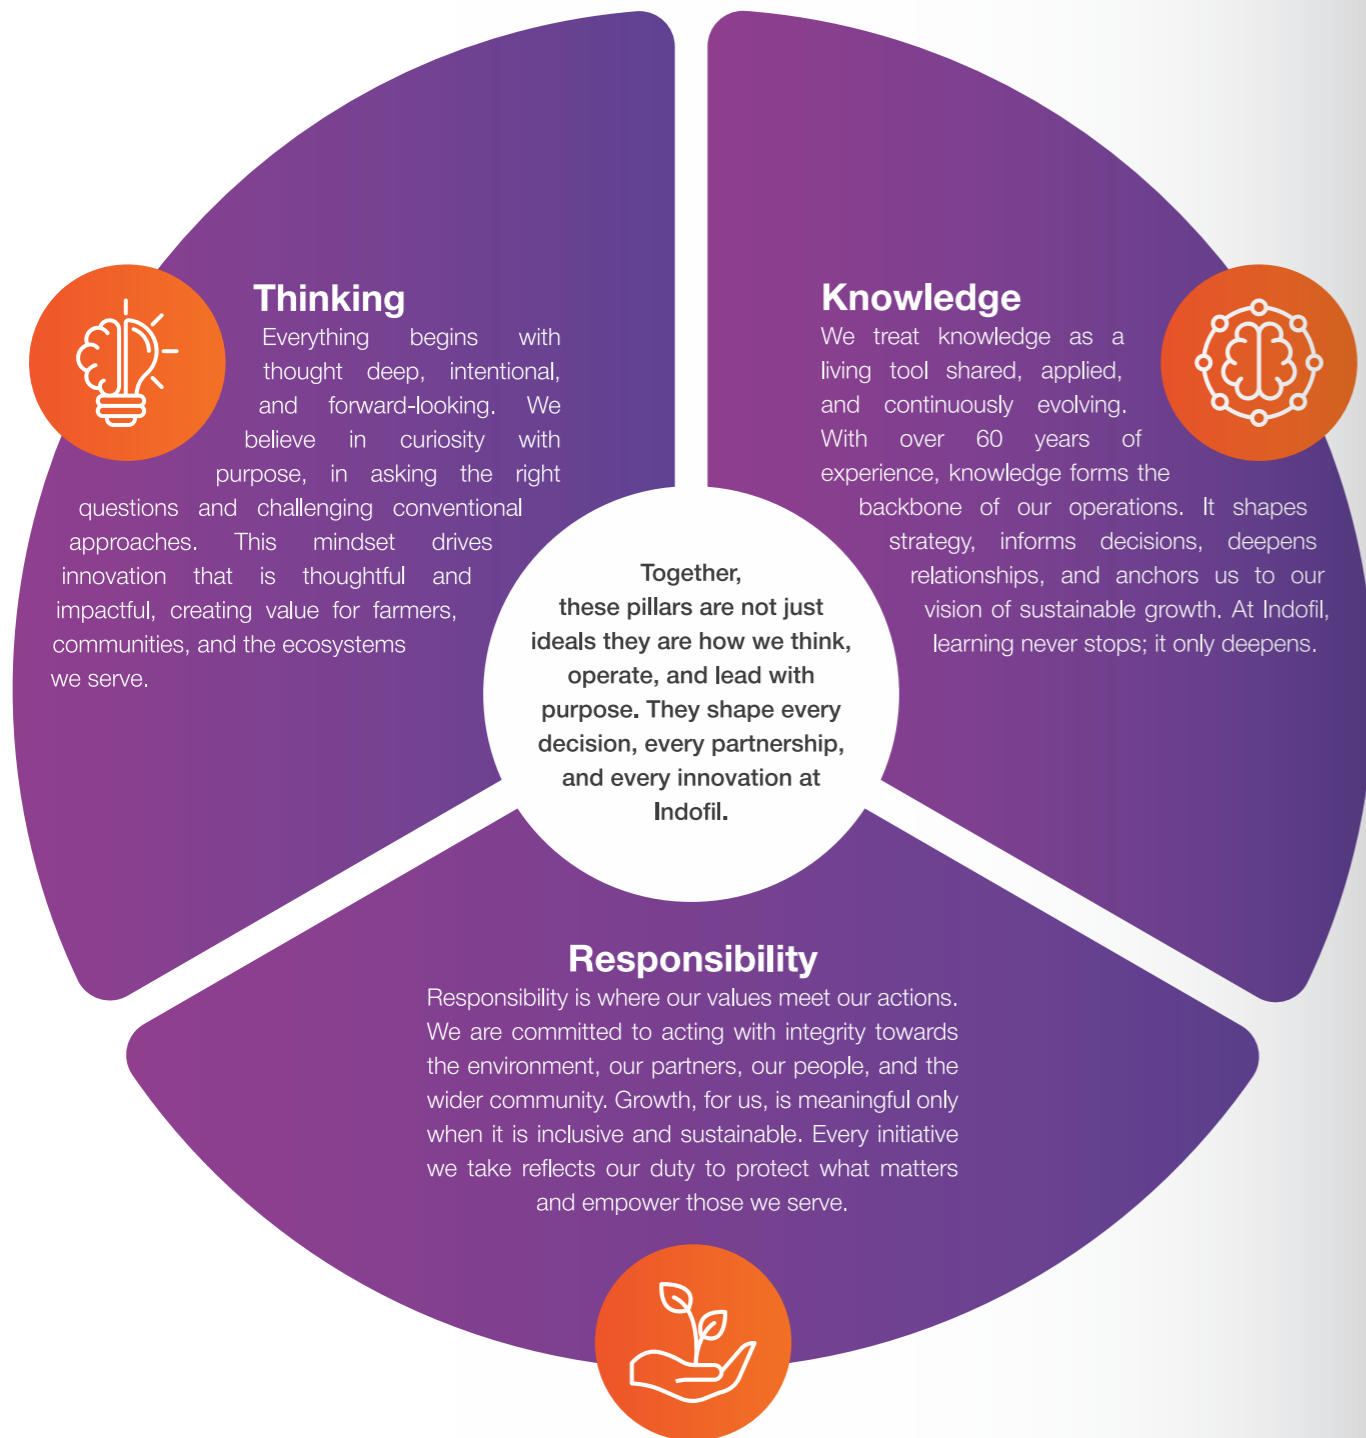 Thinking
Everything begins with
thought deep, intentional,
and forward-looking. We
believe in curiosity with
purpose, in asking the right
questions and challenging conventional
approaches. This mindset drives
innovation that is thoughtful and
impactful, creating value for farmers,
communities, and the ecosystems
we serve.
Knowledge
We treat knowledge as a
living tool shared, applied,
and continuously evolving.
With over 60 years of
experience, knowledge forms the
backbone of our operations. It shapes
strategy, informs decisions, deepens
relationships, and anchors us to our
vision of sustainable growth. At Indofil,
learning never stops; it only deepens.
Together,
these pillars are not just
ideals they are how we think,
operate, and lead with
purpose. They shape every
decision, every partnership,
and every innovation at
Indofil.
Responsibility
Responsibility is where our values meet our actions.
We are committed to acting with integrity towards
the environment, our partners, our people, and the
wider community. Growth, for us, is meaningful only
when it is inclusive and sustainable. Every initiative
we take reflects our duty to protect what matters
and empower those we serve.